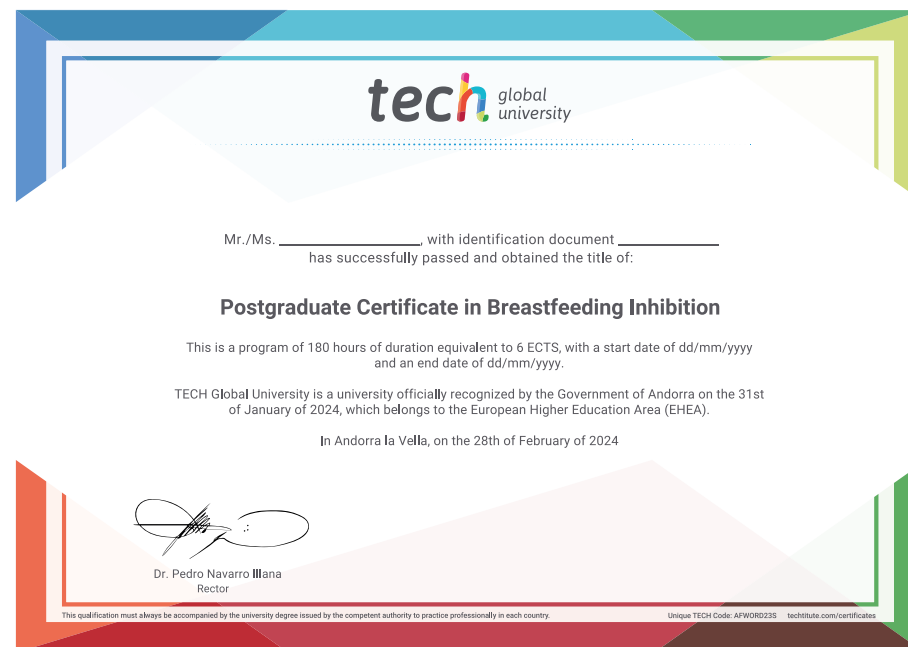 tech global university
Mr./Ms. ____________, with identification document ____________
has successfully passed and obtained the title of:
Postgraduate Certificate in Breastfeeding Inhibition
This is a program of 180 hours of duration equivalent to 6 ECTS, with a start date of dd/mm/yyyy
and an end date of dd/mm/yyyy.
TECH Global University is a university officially recognized by the Government of Andorra on the 31st
of January of 2024, which belongs to the European Higher Education Area (EHEA).
In Andorra la Vella, on the 28th of February of 2024
Dr. Pedro Navarro Illana
Rector
This qualification must always be accompanied by the university degree issued by the competent authority to practice professionally in each country.
Unique TECH Code: AFWORD23S techtitute.com/certificates